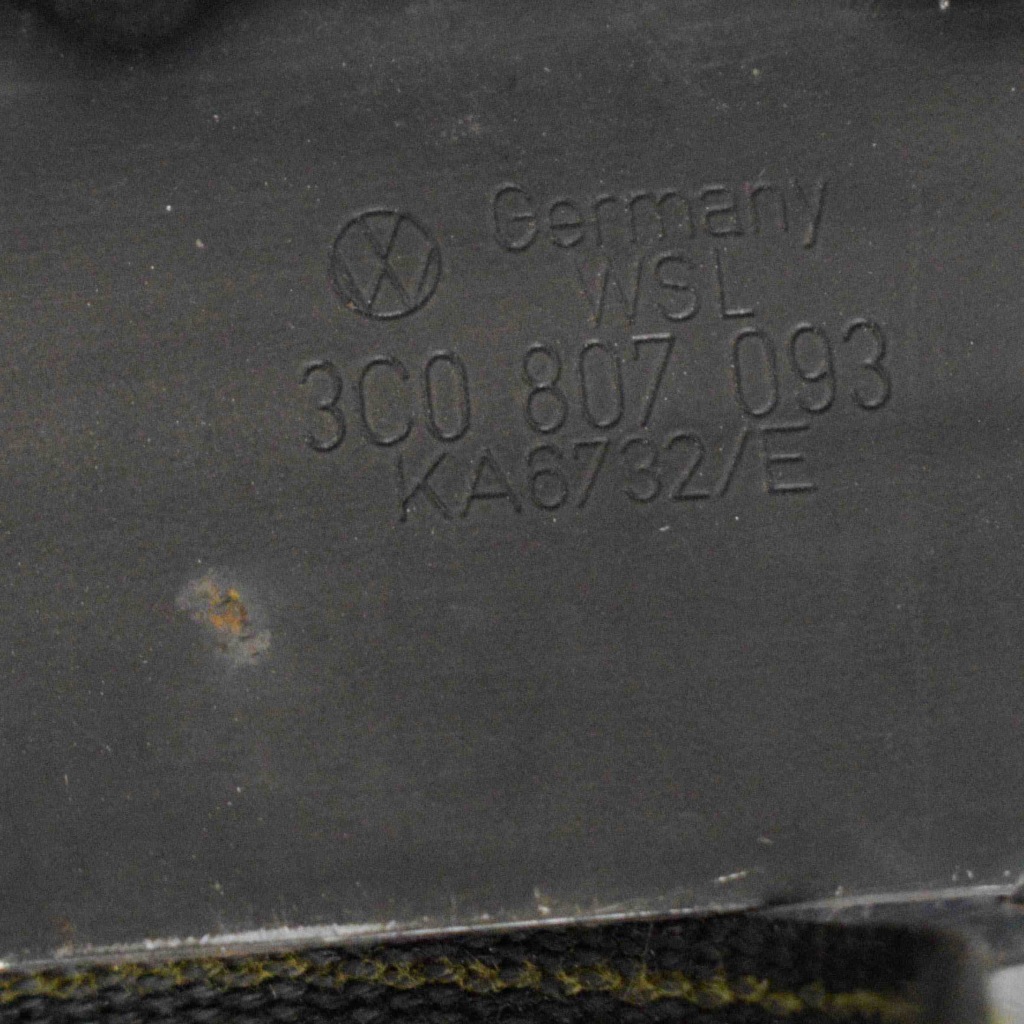 Germany
WSL
3C0 807 093
KA6732/E